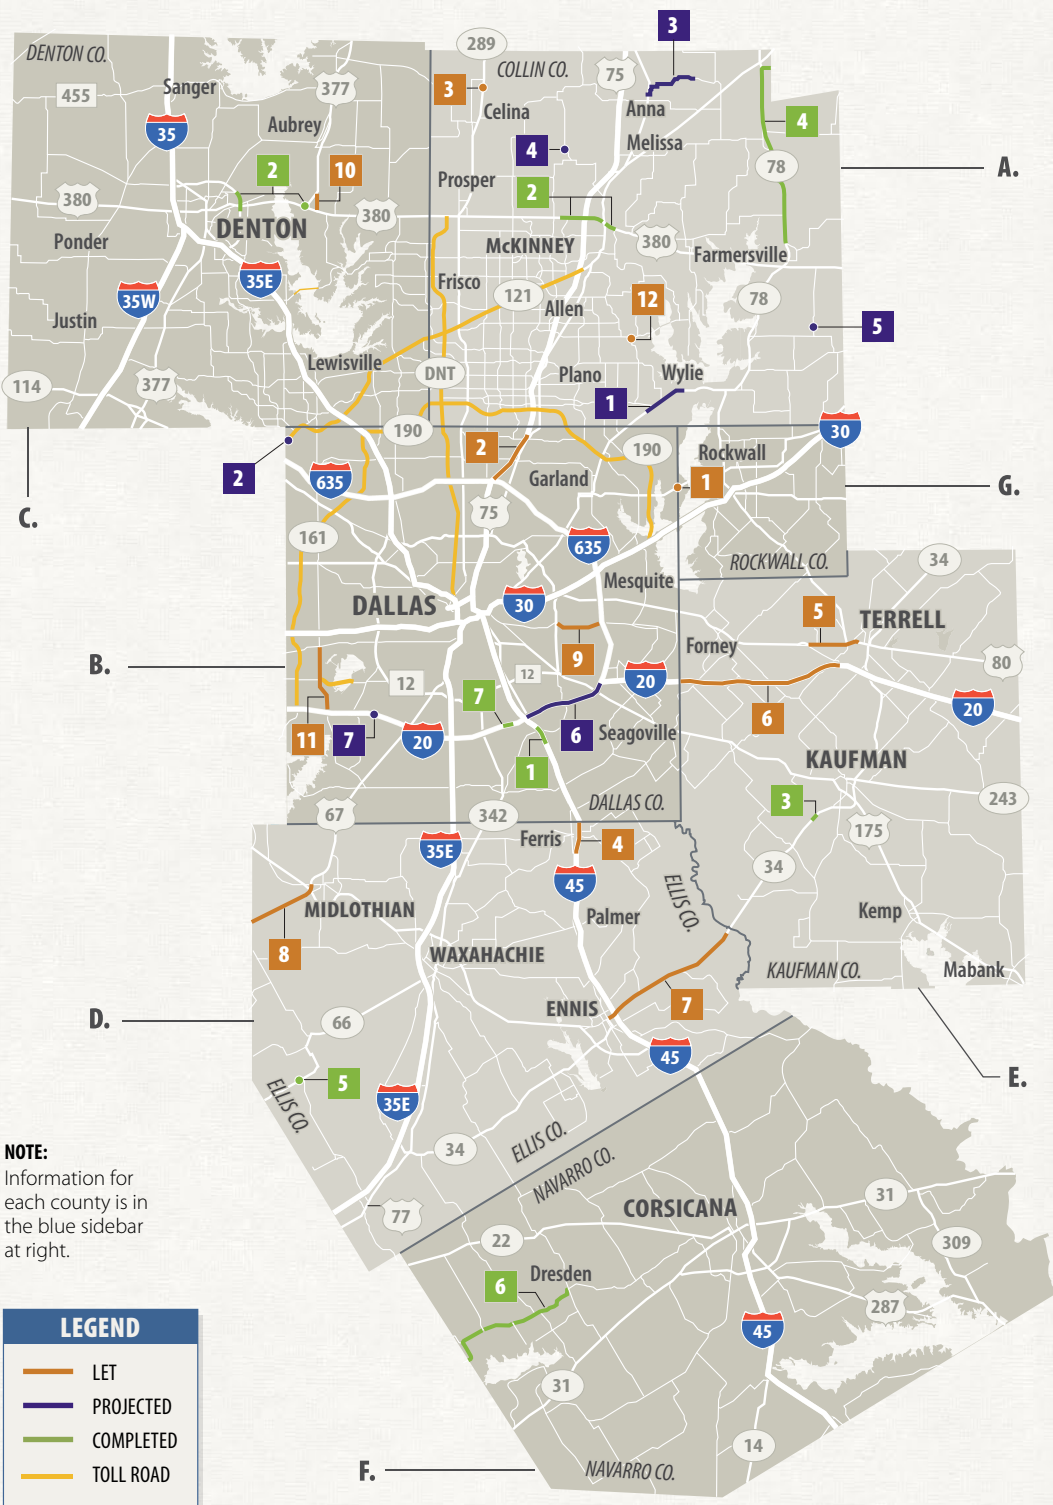 DENTON CO.
289
COLLIN CO.
3
455
Sanger
377
3
75
Celina
Anna
35
Aubrey
4
4
Melissa
78
A.
2
10
Prosper
2
380
380
DENTON
McKINNEY
380
Ponder
Farmersville
35E
Frisco
35W
121
12
78
Allen
Justin
5
Lewisville
DNT
Plano
Wylie
114
377
1
190
30
2
190
Rockwall
2
635
Garland
1
G.
C.
75
161
635
ROCKWALL CO.
34
Mesquite
DALLAS
30
5
TERRELL
Forney
B.
9
80
12
12
20
7
20
6
11
7
20
6
Seagoville
KAUFMAN
1
3
243
DALLAS CO.
67
342
175
35E
Ferris
4
34
45
ELLIS CO.
MIDLOTHIAN
Palmer
Kemp
8
WAXAHACHIE
KAUFMAN CO.
Mabank
7
ENNIS
D.
66
45
E.
5
ELLIS CO.
35E
NOTE:
Information for
each county is in
the blue sidebar
at right.
34
ELLIS CO.
NAVARRO CO.
77
CORSICANA
31
22
309
6
Dresden
287
45
31
LEGEND
LET
PROJECTED
COMPLETED
TOLL ROAD
14
F.
NAVARRO CO.